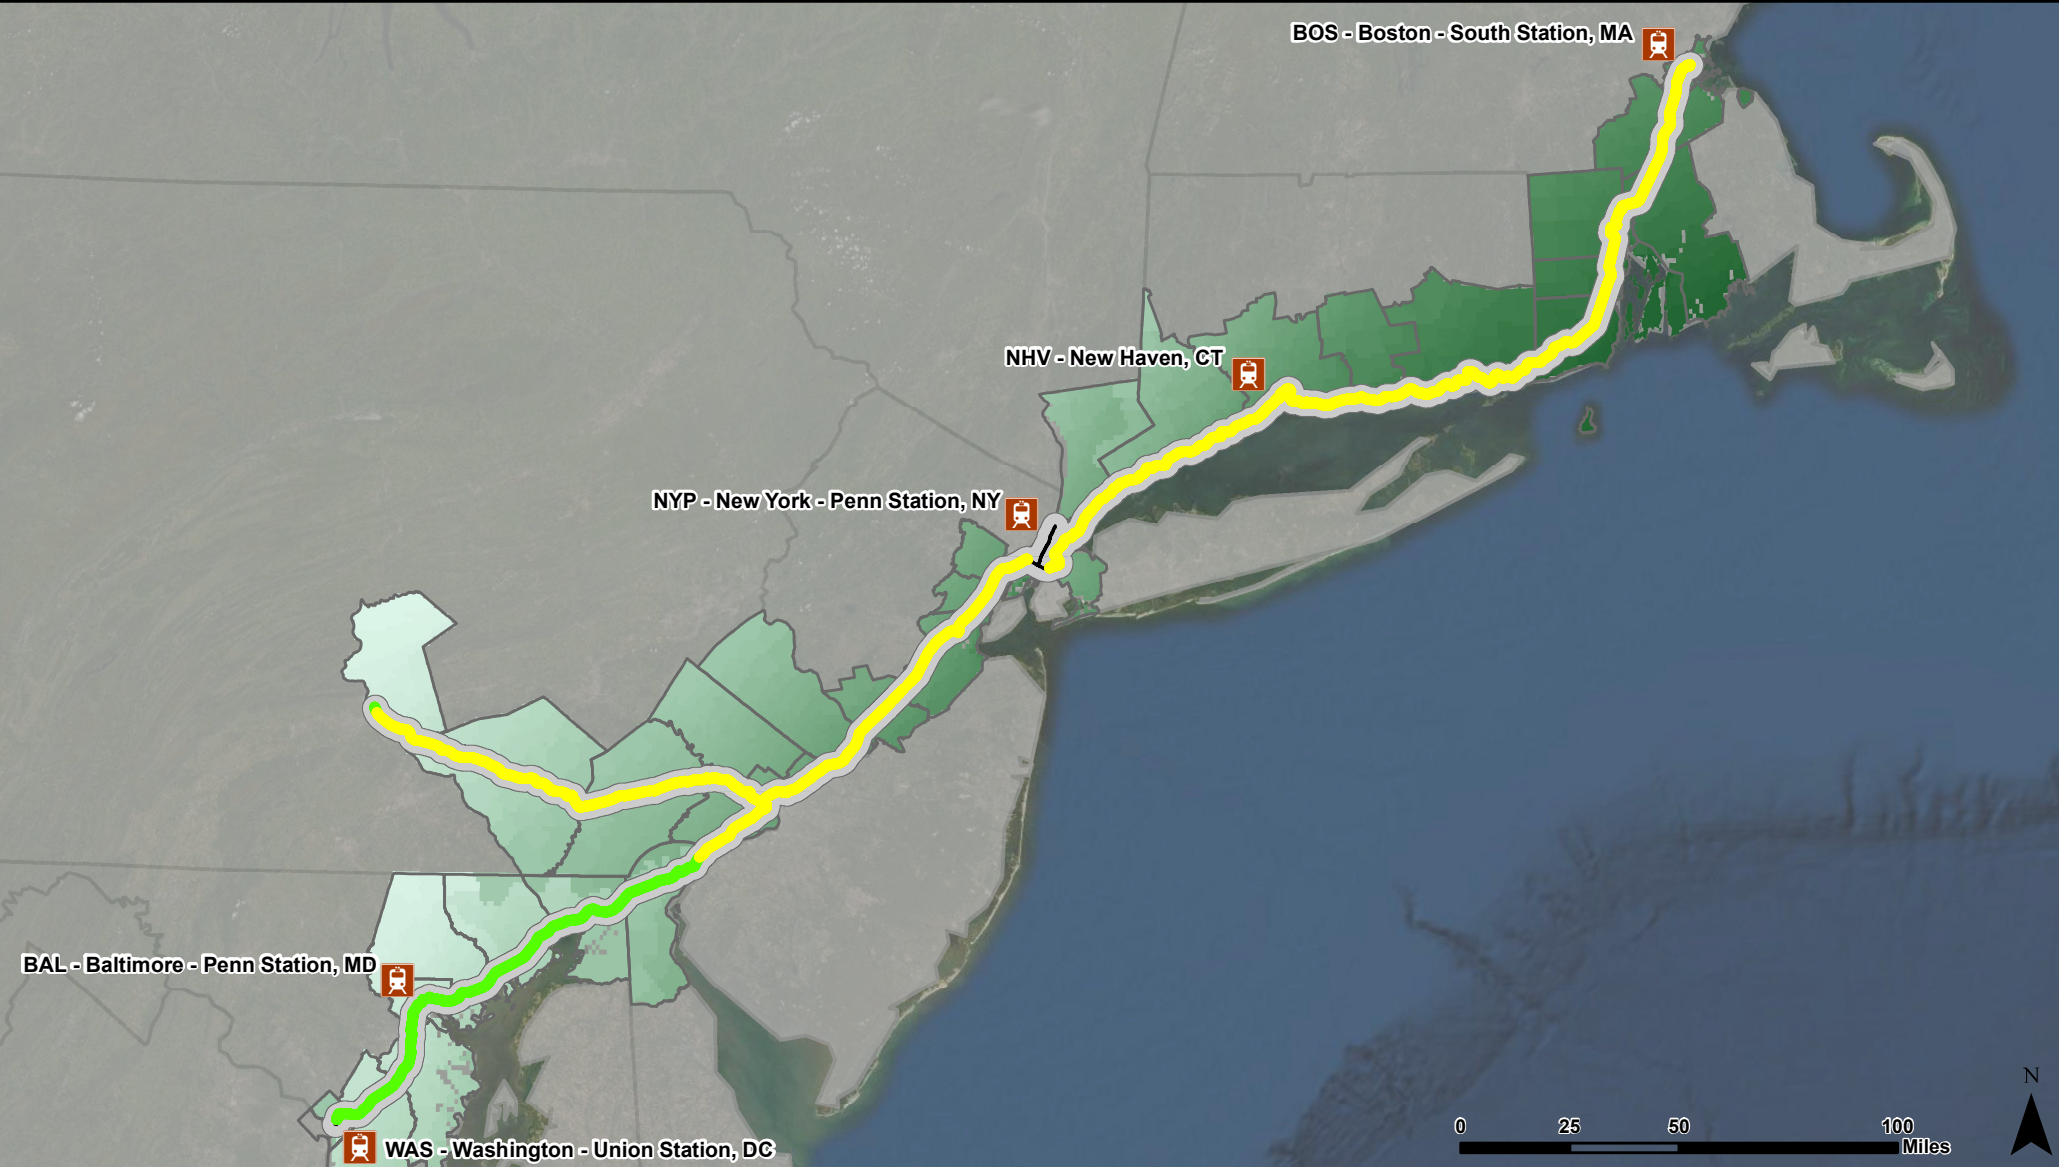 BOS - Boston - South Station, MA
NHV - New Haven, CT
NYP - New York - Penn Station, NY
BAL - Baltimore - Penn Station, MD
WAS - Washington - Union Station, DC
0 25 50 100
Miles
N